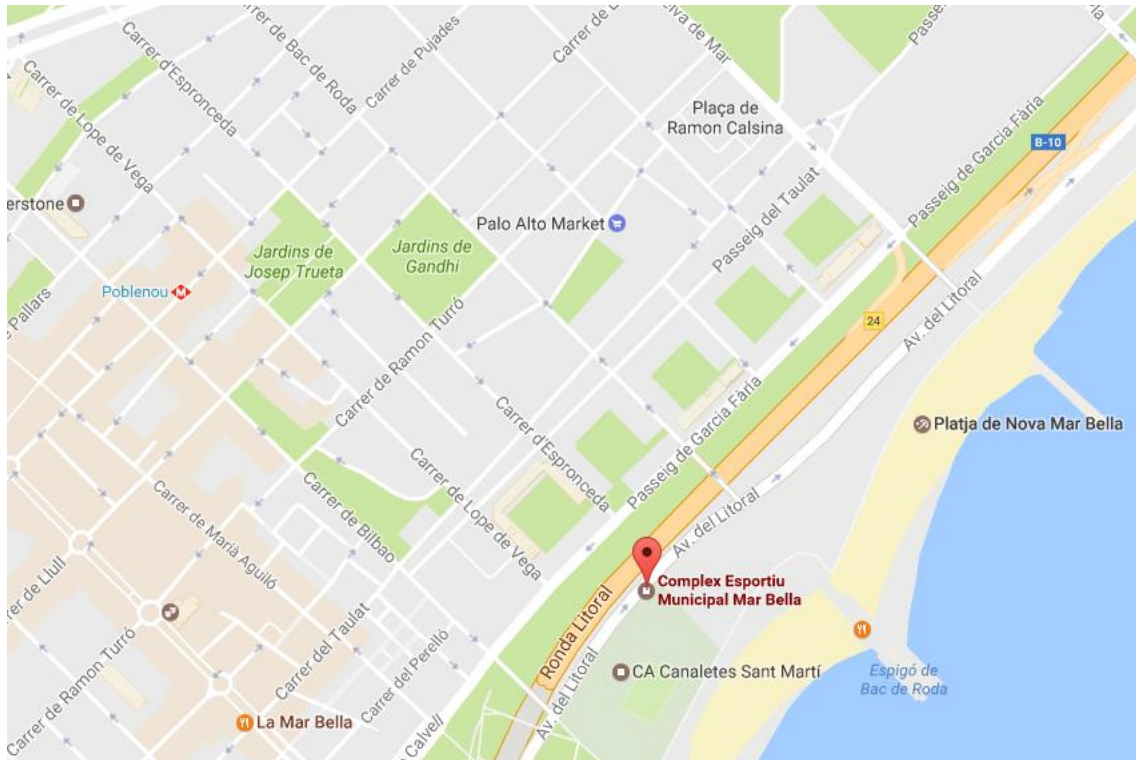 Carrer d'Espronceda
Carrer de Bac de Roda
Carrer de Pujades
Carrer de Lope de Vega
Plaça de
Ramon Calsina
Passeig de Garcia Fària
B-10
erstone
Palo Alto Market
Passeig del Taulat
Jardins de
Josep Trueta
Jardins de
Gandhi
Poblenou
Pallars
Carrer de Ramon Turró
24
Av. del Litoral
Platja de Nova Mar Bella
Carrer d'Espronceda
Passeig de Garcia Fària
Carrer de Lope de Vega
Carrer de Bilbao
Carrer de Marià Aguiló
Av. del Litoral
Complex Esportiu
Municipal Mar Bella
Ronda Litoral
Av. del Litoral
CA Canaletes Sant Martí
Espigó de
Bac de Roda
er de Llull
Carrer del Taulat
Carrer del Perelló
Carrer de Ramon Turró
La Mar Bella
Calvell